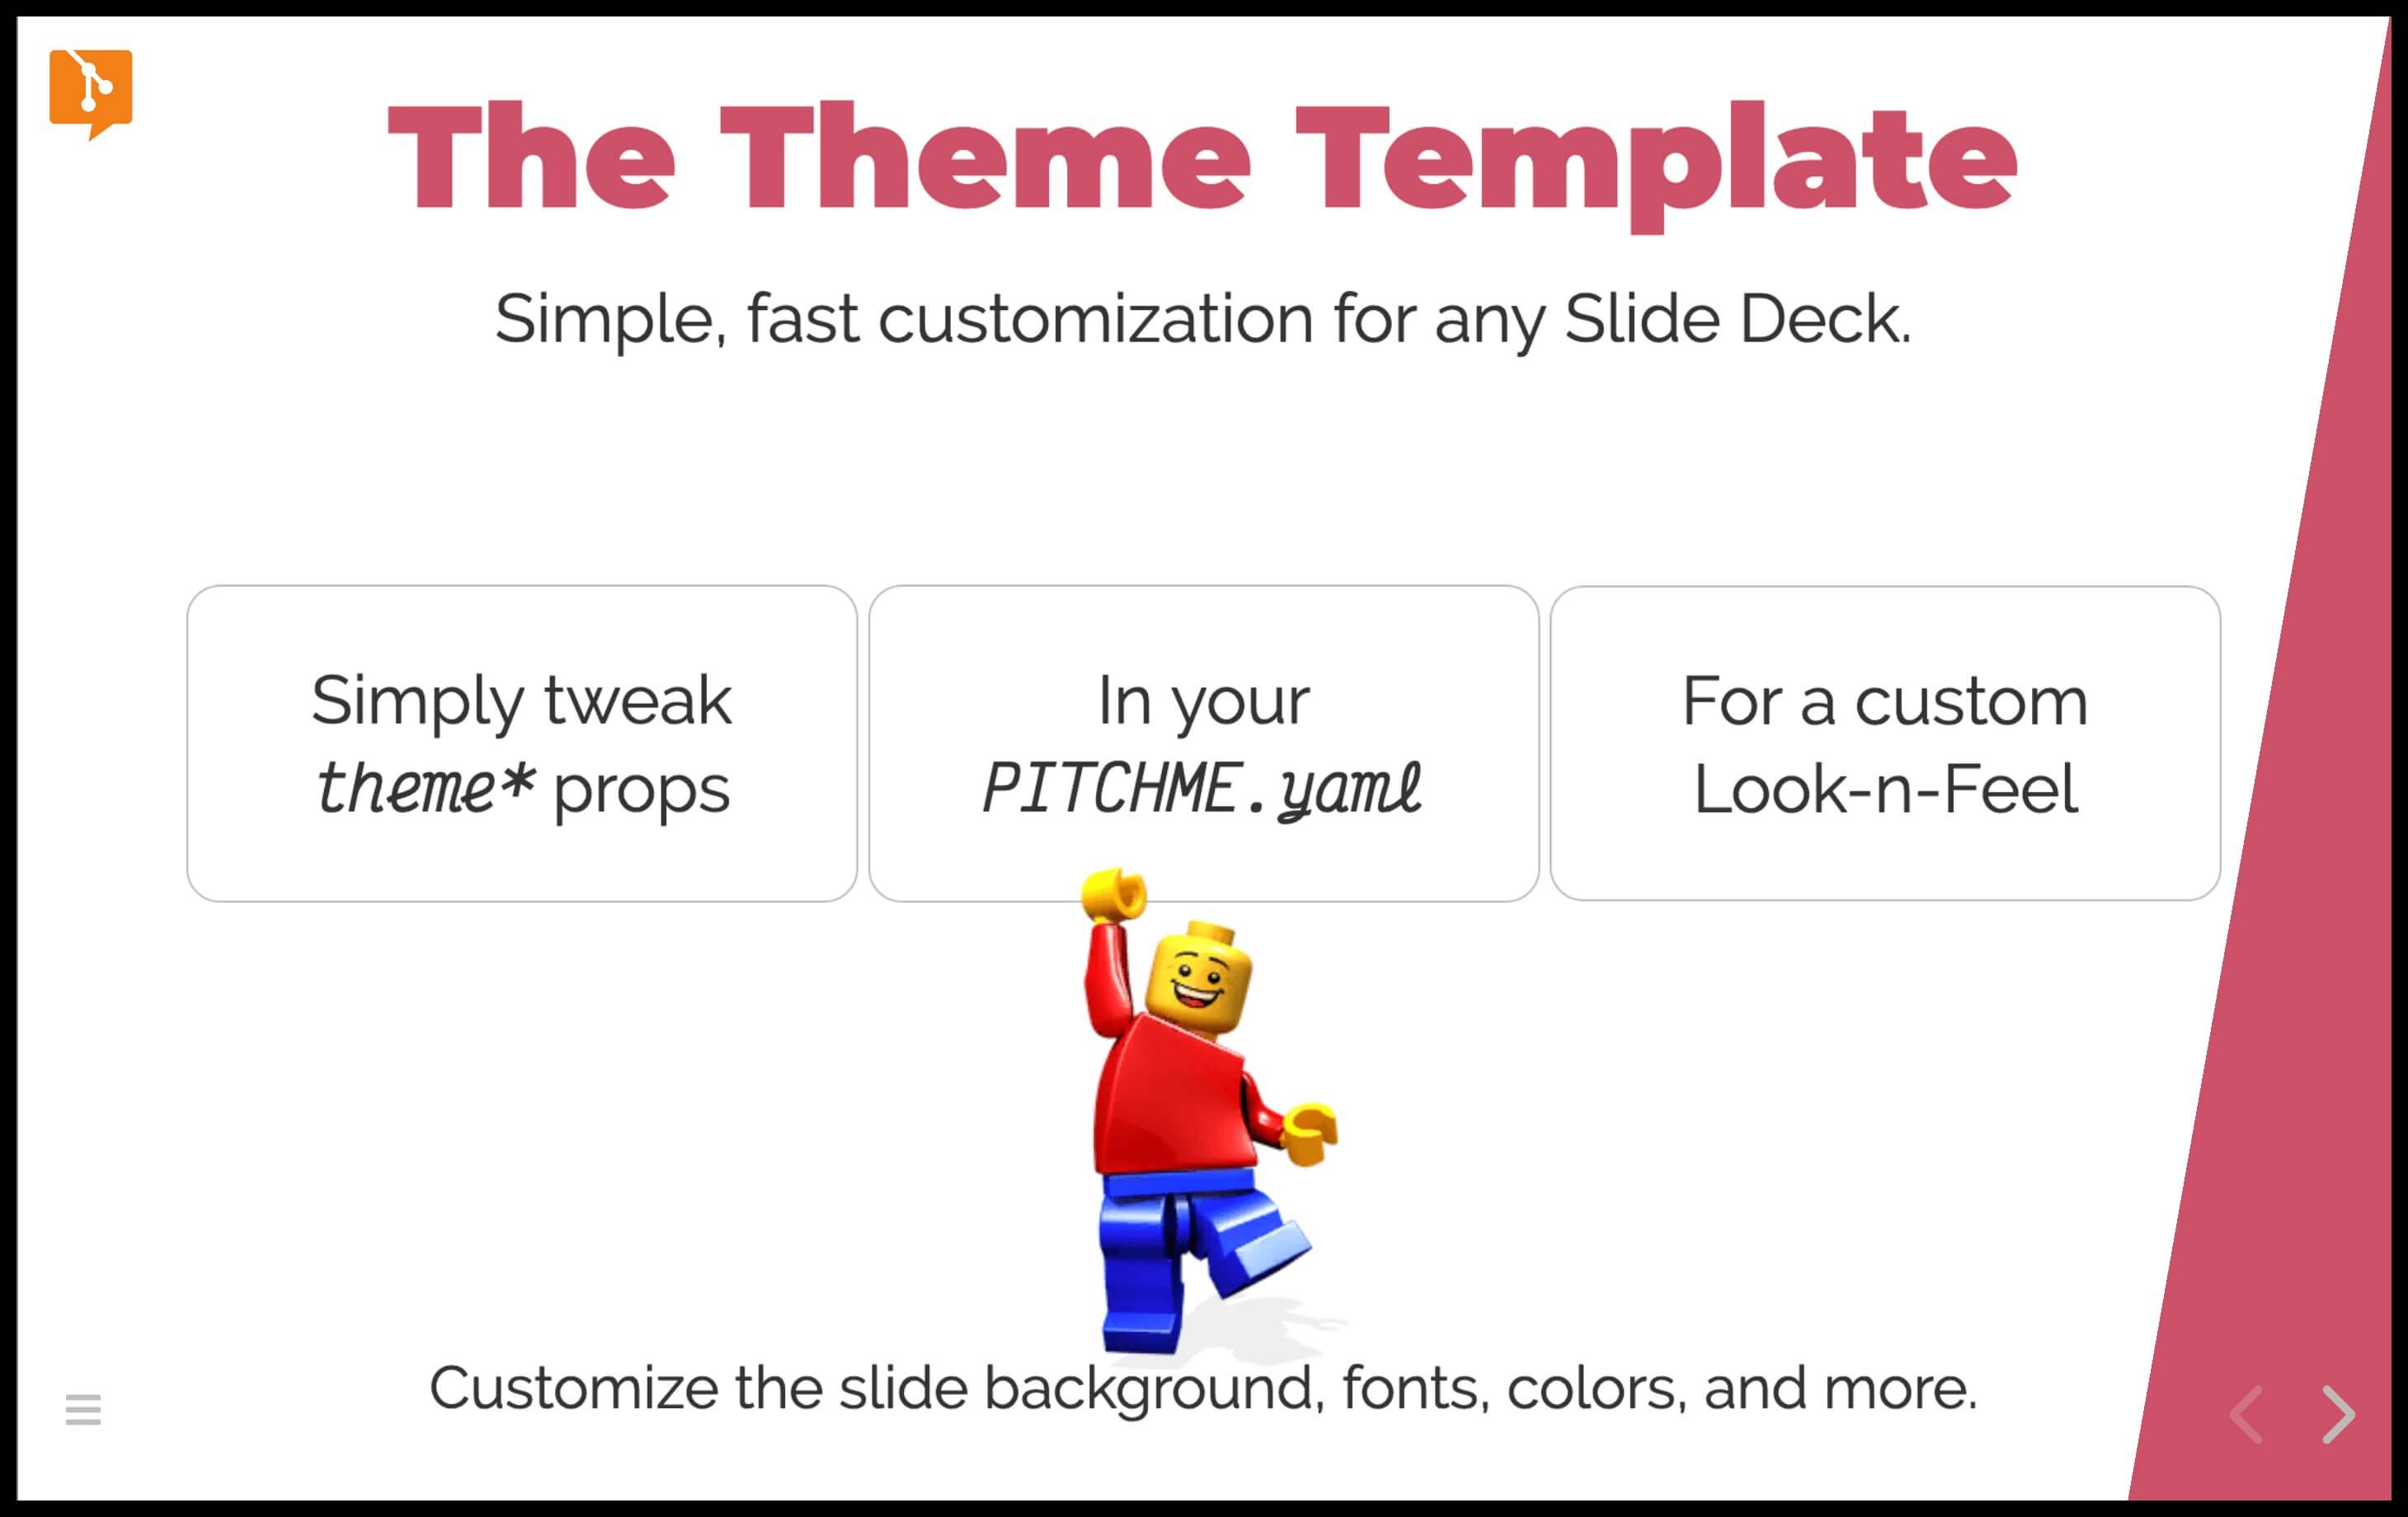 The Theme Template
Simple, fast customization for any Slide Deck.
Simply tweak
theme* props
In your
PITCHME.yaml
For a custom
Look-n-Feel
Customize the slide background, fonts, colors, and more.